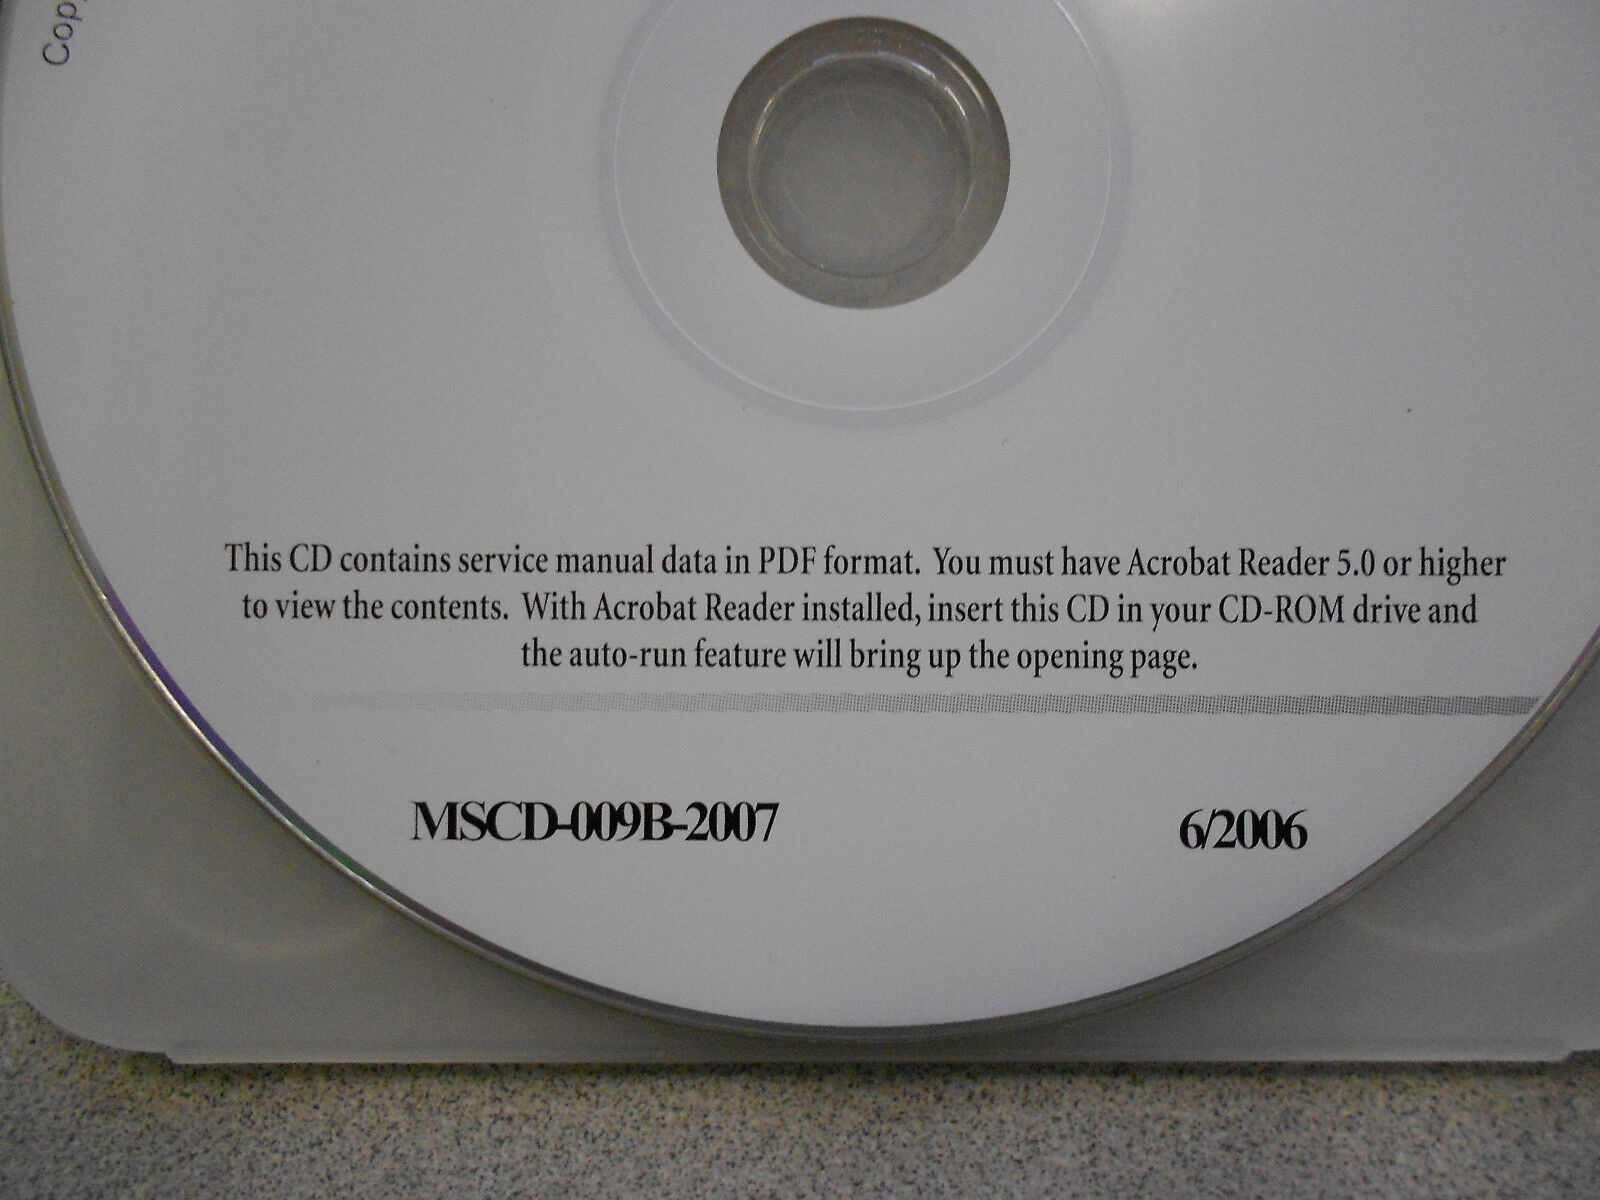 This CD contains service manual data in PDF format. You must have Acrobat Reader 5.0 or higher
to view the contents. With Acrobat Reader installed, insert this CD in your CD-ROM drive and
the auto-run feature will bring up the opening page.
MSCD-009B-2007
6/2006